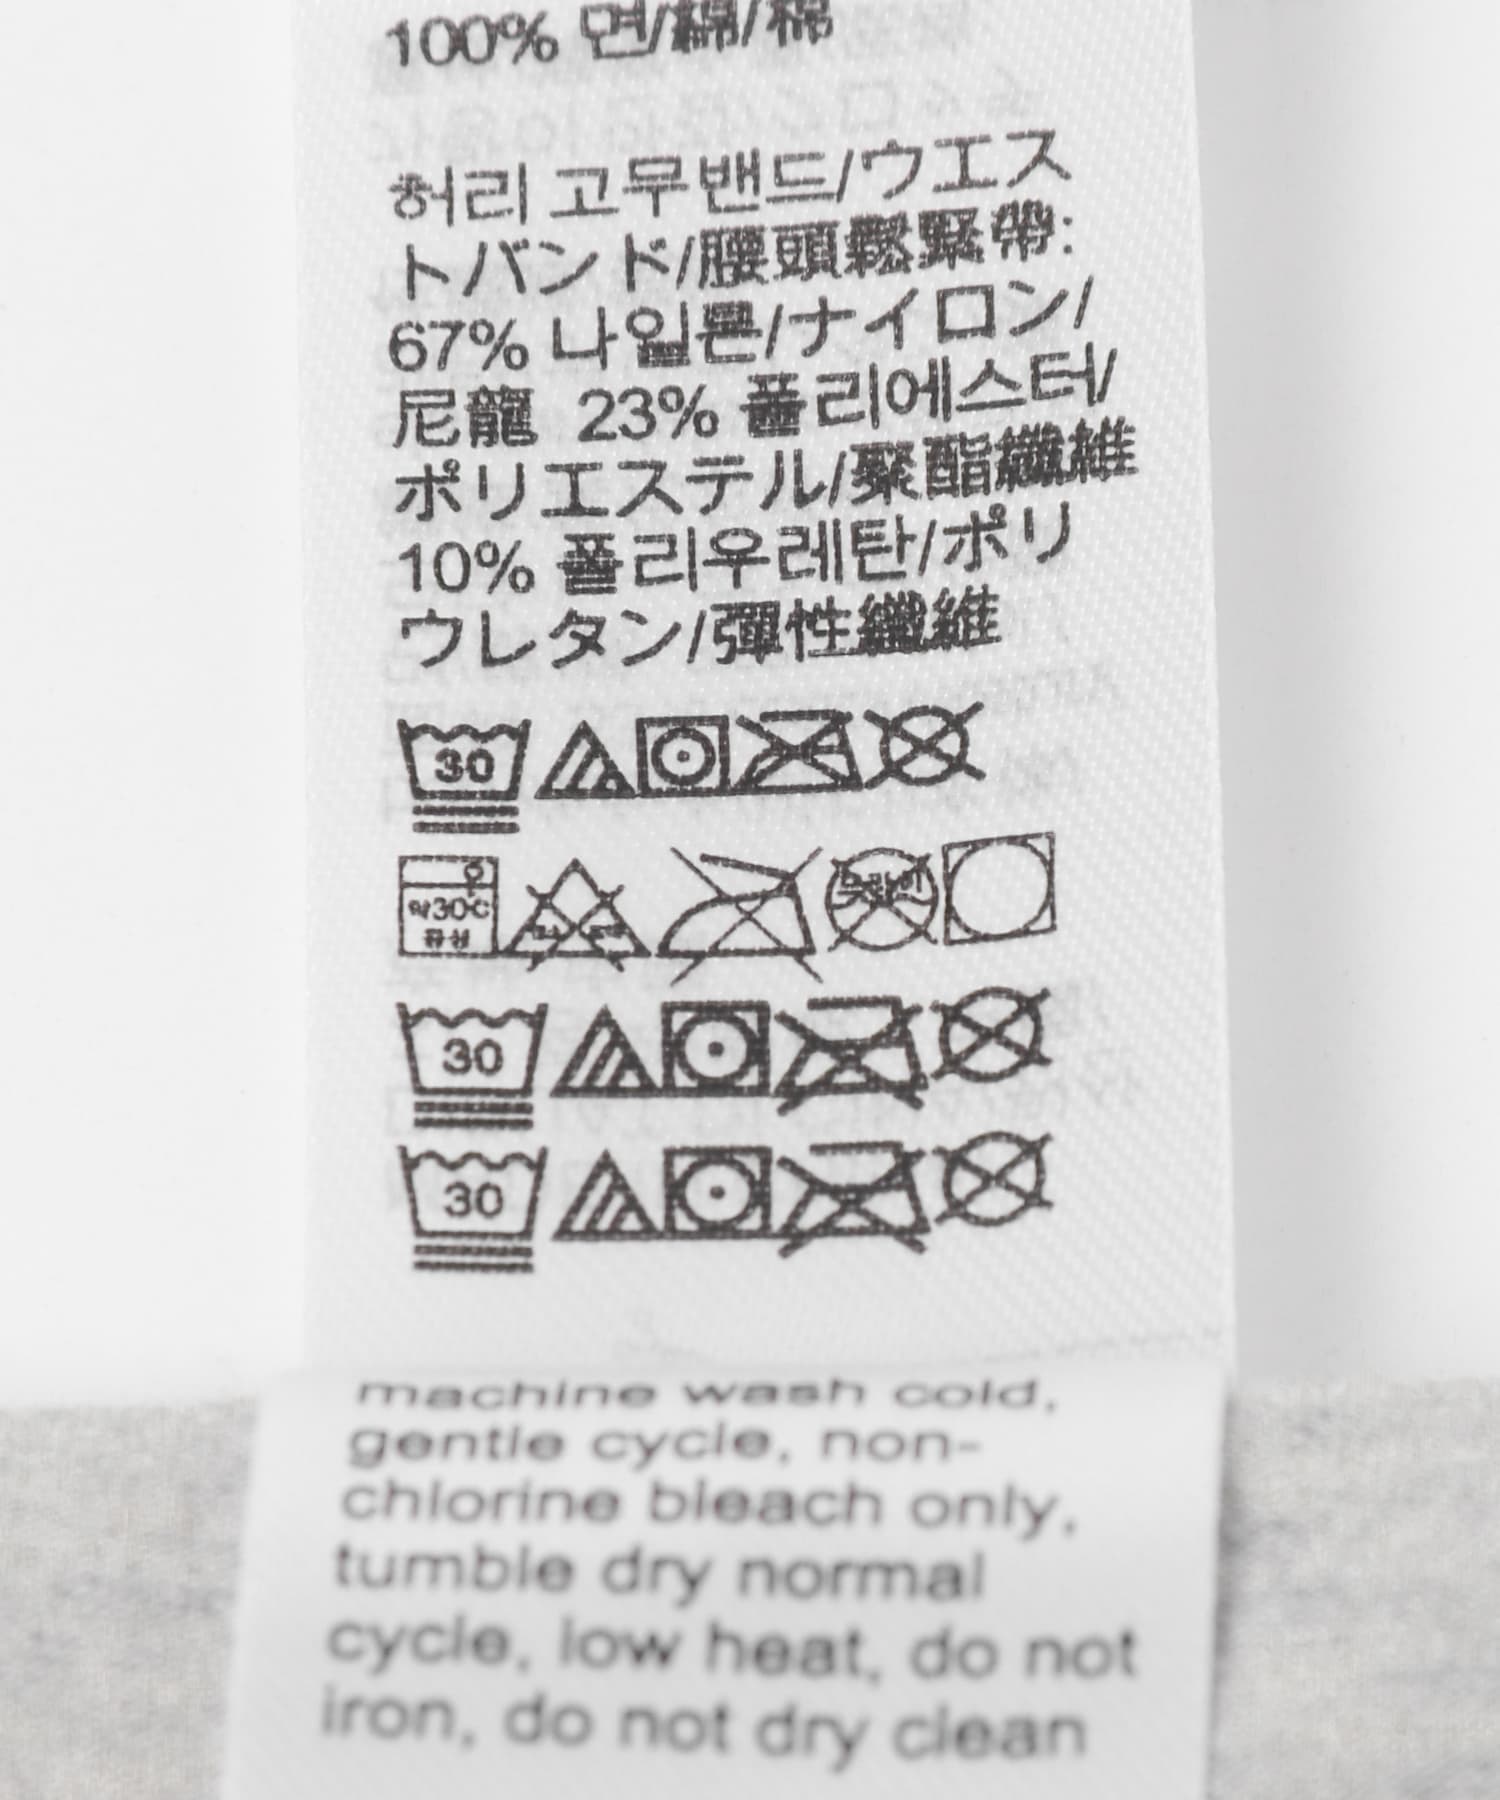 100% 면/綿/棉
허리 고무밴드/ウエス
トバンド/腰頭鬆緊帶:
67% 나일론/ナイロン/
尼龍 23% 폴리에스터/
ポリエステル/聚酯纖維
10% 폴리우레탄/ポリ
ウレタン/彈性纖維
30
약30℃
30
30
machine wash cold,
gentle cycle, non-
chlorine bleach only,
tumble dry normal
cycle, low heat, do not
iron, do not dry clean